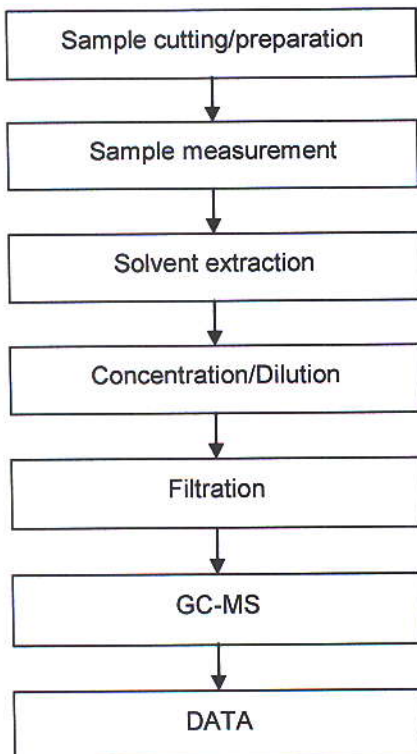 Sample cutting/preparation
Sample measurement
Solvent extraction
Concentration/Dilution
Filtration
GC-MS
DATA